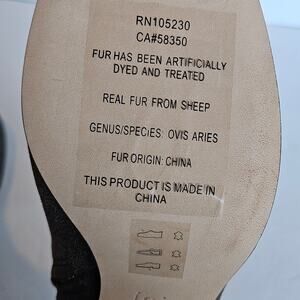 RN105230
CA#58350
FUR HAS BEEN ARTIFICIALLY
DYED AND TREATED
REAL FUR FROM SHEEP
GENUS/SPECIES: OVIS ARIES
FUR ORIGIN: CHINA
THIS PRODUCT IS MADE IN
CHINA